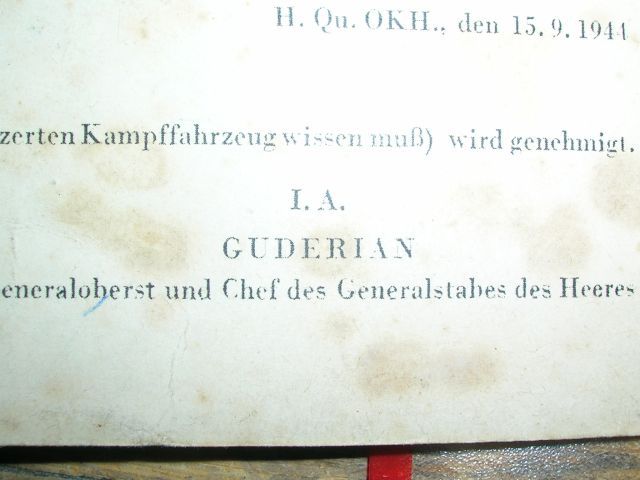 H. Qu. OKH., den 15. 9. 1944
zerten Kampffahrzeug wissen muß) wird genehmigt.
I. A.
GUDERIAN
eneraloberst und Chef des Generalstabes des Heeres